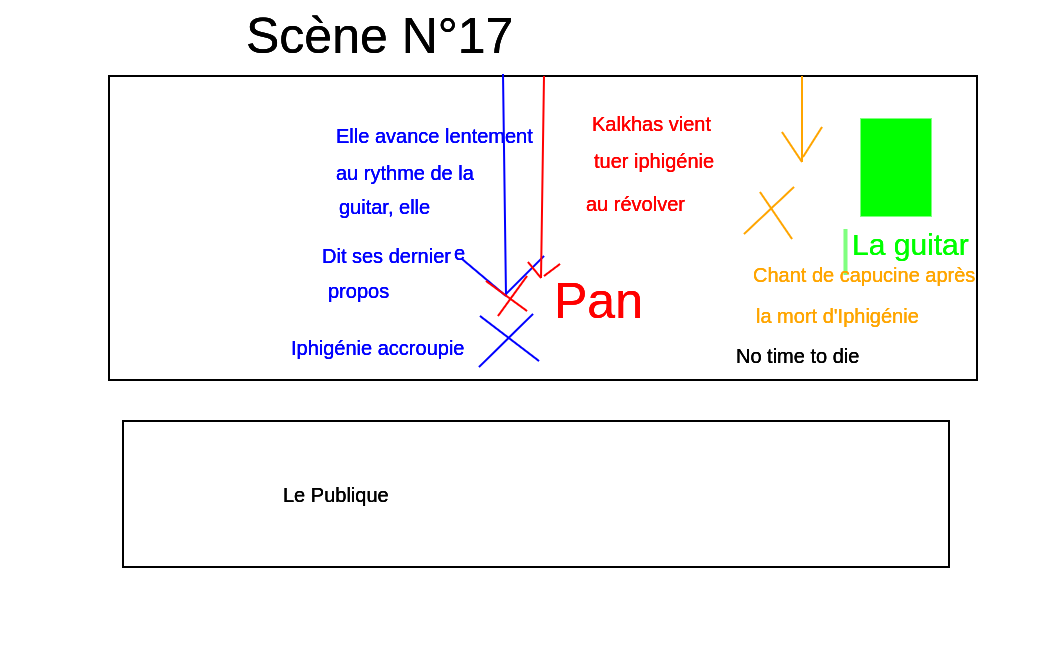 Scène N°17
Elle avance lentement
au rythme de la
guitar, elle
Dit ses dernier e
propos
Iphigénie accroupie
Kalkhas vient
tuer iphigénie
au révolver
Pan
La guitar
Chant de capucine après
la mort d'Iphigénie
No time to die
Le Publique